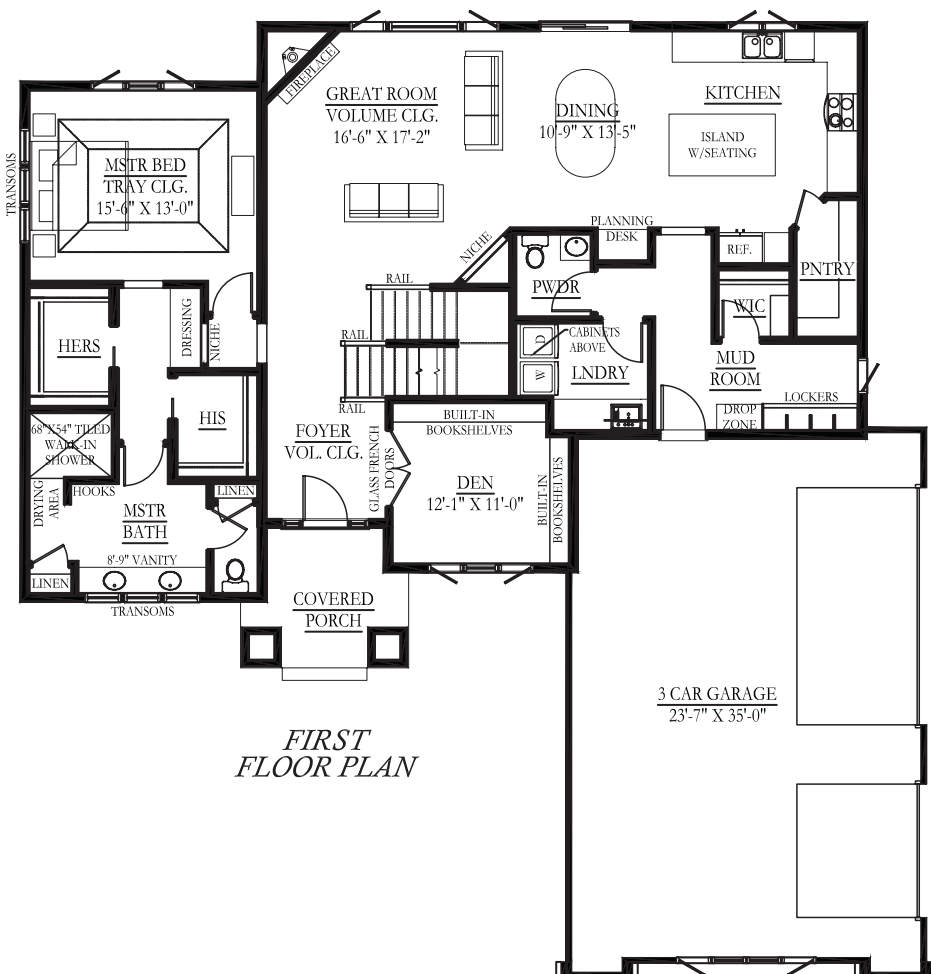 FIREPLACE
GREAT ROOM
VOLUME CLG.
16'-6" X 17'-2"
DINING
10'-9" X 13'-5"
KITCHEN
ISLAND
W/SEATING
TRANSOMS
MSTR BED
TRAY CLG.
15'-6" X 13'-0"
PLANNING
DESK
NICHE
REF.
PNTRY
RAIL
PWDR
WIC
DRESSING
NICHE
HERS
RAIL
D
CABINETS
ABOVE
W
LNDRY
MUD
ROOM
RAIL
LOCKERS
DROP
ZONE
HIS
68"X54" TILED
WALK-IN
SHOWER
FOYER
VOL. CLG.
GLASS FRENCH
DOORS
BUILT-IN
BOOKSHELVES
DEN
12'-1" X 11'-0"
BUILT-IN
BOOKSHELVES
DRYING
AREA
HOOKS
LINEN
MSTR
BATH
8'-9" VANITY
LINEN
TRANSOMS
COVERED
PORCH
3 CAR GARAGE
23'-7" X 35'-0"
FIRST
FLOOR PLAN